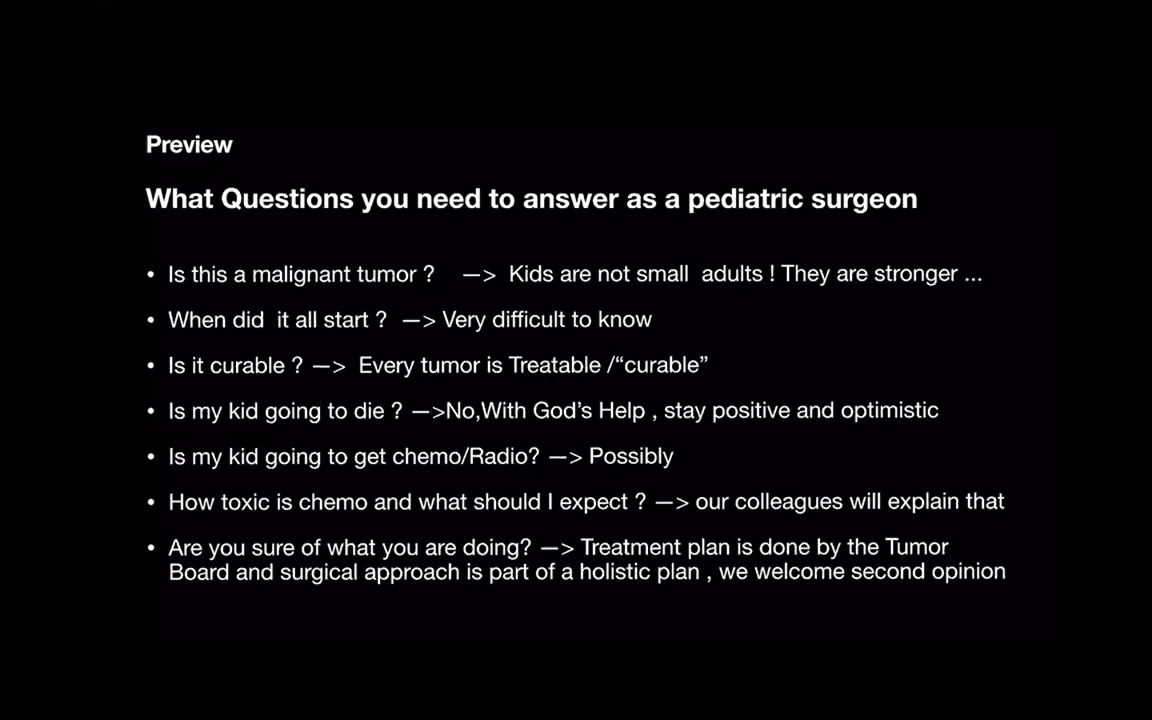 Preview
What Questions you need to answer as a pediatric surgeon
• Is this a malignant tumor ? —> Kids are not small adults ! They are stronger ...
• When did it all start ? —> Very difficult to know
• Is it curable ? —> Every tumor is Treatable /“curable”
• Is my kid going to die ? —>No,With God’s Help , stay positive and optimistic
• Is my kid going to get chemo/Radio? —> Possibly
• How toxic is chemo and what should I expect ? —> our colleagues will explain that
• Are you sure of what you are doing? —> Treatment plan is done by the Tumor
Board and surgical approach is part of a holistic plan , we welcome second opinion